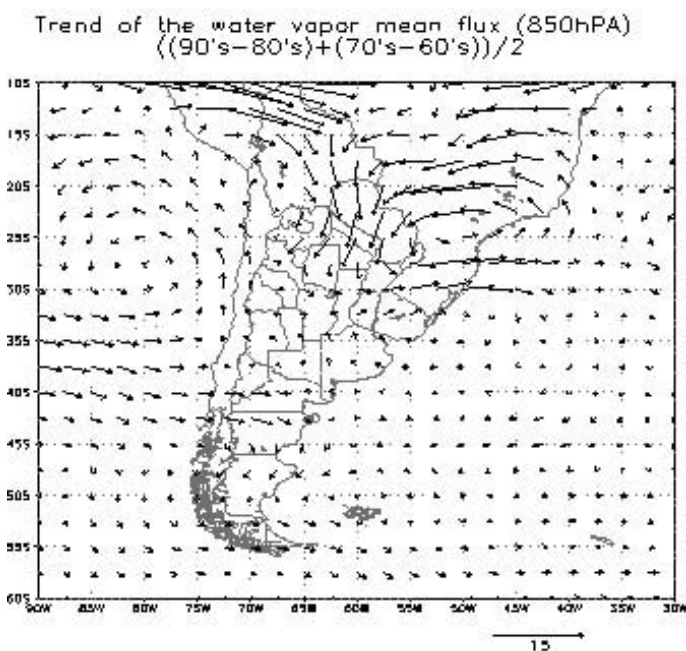 Trend of the water vapor mean flux (850hPA)
((90's−80's)+(70's−60's))/2
10S
15S
20S
25S
30S
35S
40S
45S
50S
55S
60S
90W 85W 80W 75W 70W 65W 60W 55W 50W 45W 40W 35W 30W
15